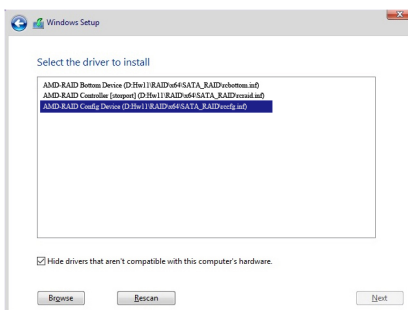 Windows Setup
Select the driver to install
AMD-RAID Bottom Device (D:Hw11\RAID\x64\SATA_RAID\rcbottom.inf)
AMD-RAID Controller [storport] (D:Hw11\RAID\x64\SATA_RAID\rcraid.inf)
AMD-RAID Config Device (D:Hw11\RAID\x64\SATA_RAID\rccfg.inf)
Hide drivers that aren't compatible with this computer's hardware.
Browse
Rescan
Next